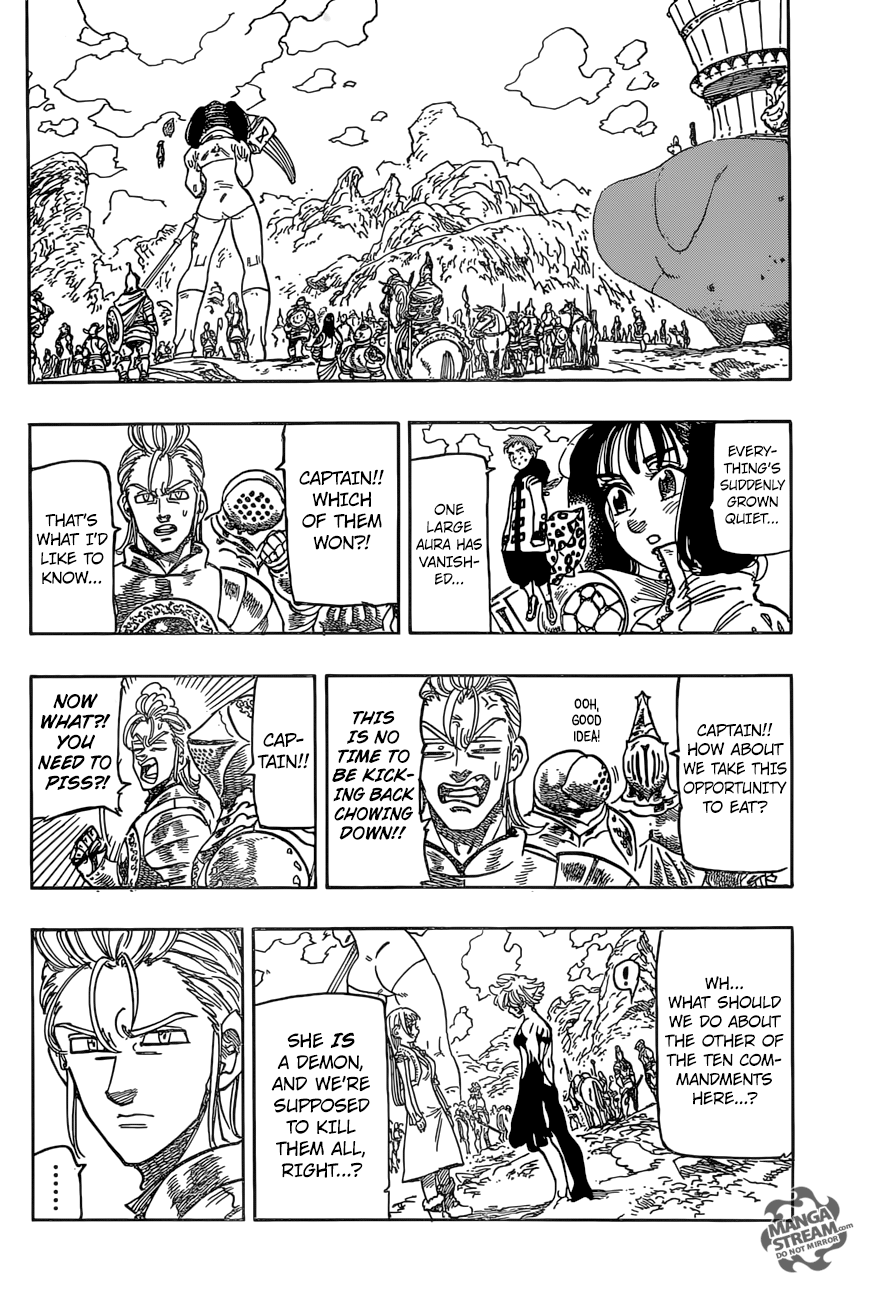 EVERY-
THING'S
SUDDENLY
GROWN
QUIET...
ONE
LARGE
AURA HAS
VANISH-
ED...
CAPTAIN!!
WHICH
OF THEM
WON?!
THAT'S
WHAT I'D
LIKE TO
KNOW...
CAPTAIN!!
HOW ABOUT
WE TAKE THIS
OPPORTUNITY
TO EAT?
OOH,
GOOD
IDEA!
THIS
IS NO
TIME TO
BE KICK-
ING BACK
CHOWING
DOWN!!
CAP-
TAIN!!
NOW
WHAT?!
YOU
NEED TO
PISS?!
!
WH...
WHAT SHOULD
WE DO ABOUT
THE OTHER OF
THE TEN COM-
MANDMENTS
HERE...?
SHE IS
A DEMON,
AND WE'RE
SUPPOSED
TO KILL
THEM ALL,
RIGHT...?
......
MANGA
STREAM.com
DO NOT MIRROR